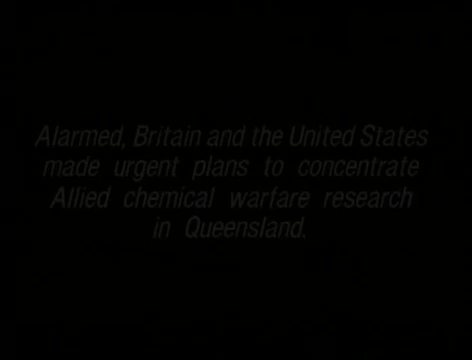 Alarmed, Britain and the United States
made urgent plans to concentrate
Allied chemical warfare research
in Queensland.